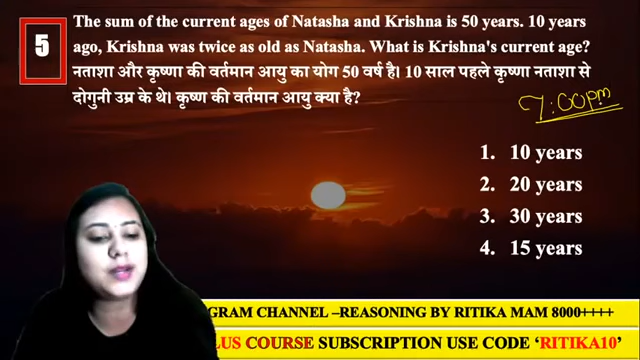 5
The sum of the current ages of Natasha and Krishna is 50 years. 10 years
ago, Krishna was twice as old as Natasha. What is Krishna's current age?
नताशा और कृष्णा की वर्तमान आयु का योग 50 वर्ष है। 10 साल पहले कृष्णा नताशा से
दोगुनी उम्र के थे। कृष्ण की वर्तमान आयु क्या है?
7:00pm
1. 10 years
2. 20 years
3. 30 years
4. 15 years
GRAM CHANNEL –REASONING BY RITIKA MAM 8000++++
LUS COURSE SUBSCRIPTION USE CODE ‘RITIKA10’